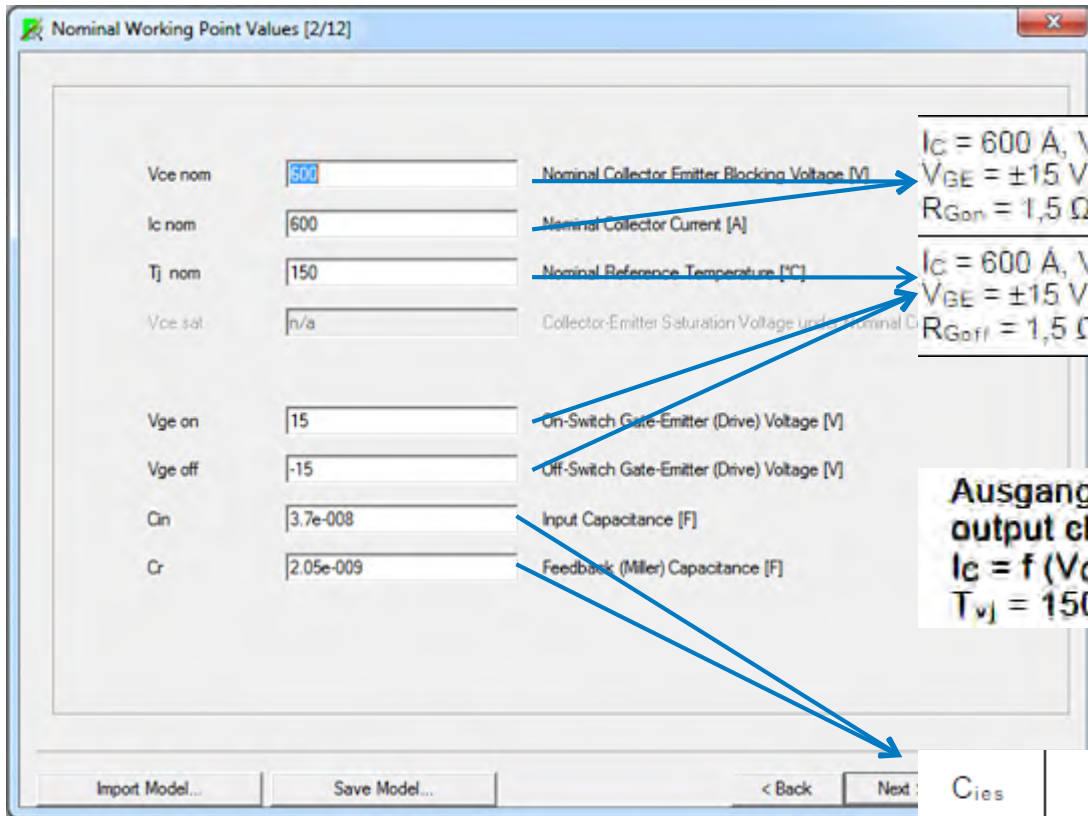 Nominal Working Point Values [2/12]
Vce nom 600 Nominal Collector Emitter Blocking Voltage [V]
Ic nom 600 Nominal Collector Current [A]
Tj nom 150 Nominal Reference Temperature [°C]
Vce sat n/a Collector-Emitter Saturation Voltage under Nominal C
Vge on 15 On-Switch Gate-Emitter (Drive) Voltage [V]
Vge off -15 Off-Switch Gate-Emitter (Drive) Voltage [V]
Cin 3.7e-008 Input Capacitance [F]
Cr 2.05e-009 Feedback (Miller) Capacitance [F]
Import Model... Save Model... < Back Next
IC = 600 A, V
VGE = ±15 V
RGon = 1,5 Ω
IC = 600 A, V
VGE = ±15 V
RGoff = 1,5 Ω
Ausgang
output c
IC = f (V
Tvj = 150
Cies